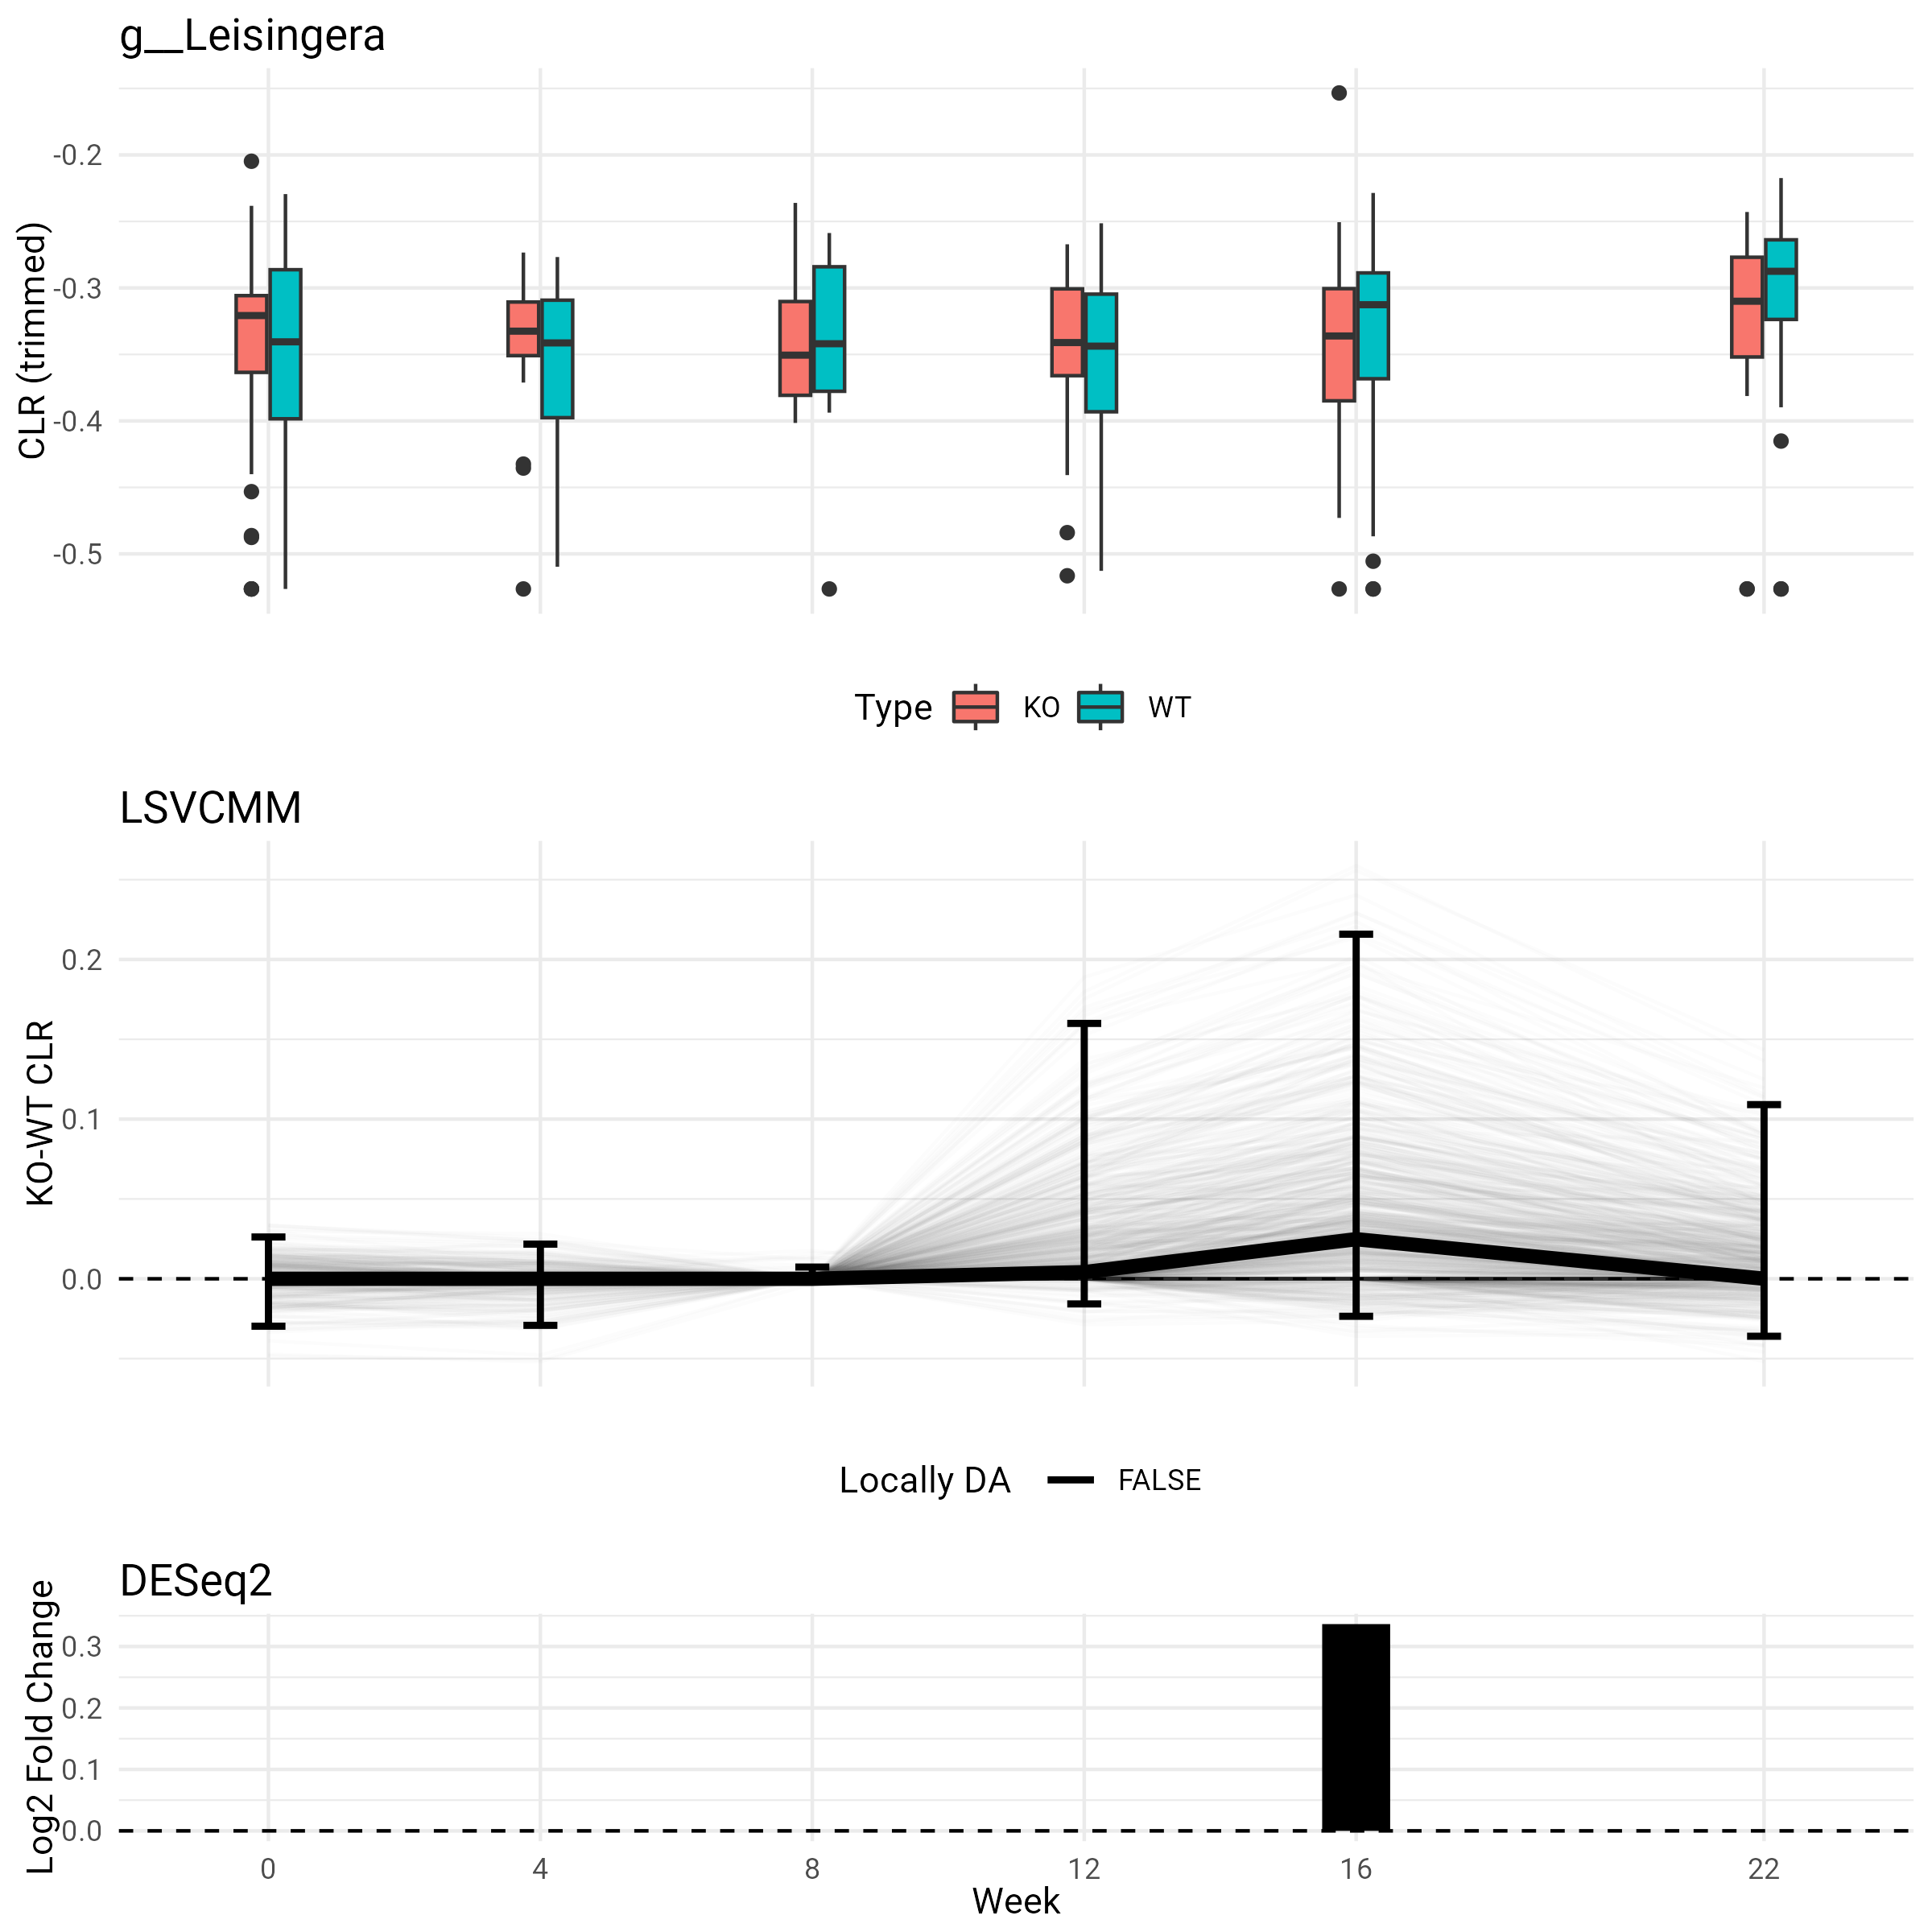 g__Leisingera
CLR (trimmed)
-0.2
-0.3
-0.4
-0.5
Type KO WT
LSVCMM
KO-WT CLR
0.2
0.1
0.0
Locally DA FALSE
DESeq2
Log2 Fold Change
0.3
0.2
0.1
0.0
0 4 8 12 16 22
Week